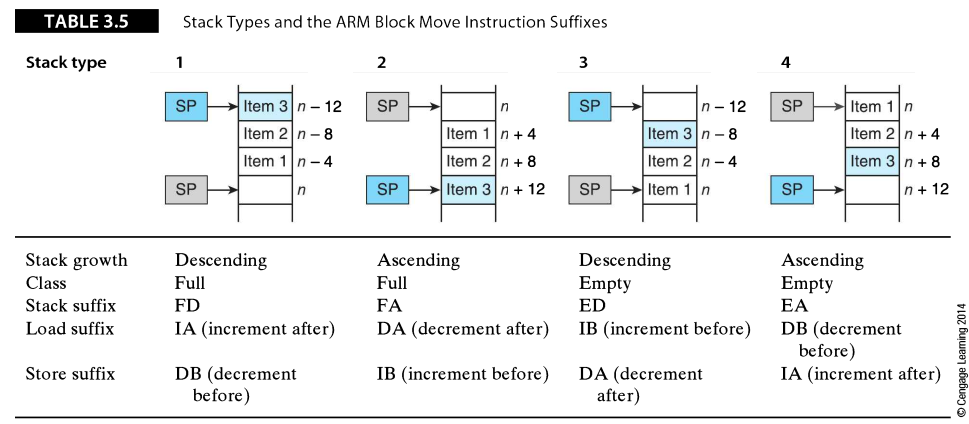 TABLE 3.5 Stack Types and the ARM Block Move Instruction Suffixes
Stack type 1 2 3 4
SP Item 3 n − 12 SP n SP n − 12 SP Item 1 n
Item 2 n − 8 Item 1 n + 4 Item 3 n − 8 Item 2 n + 4
Item 1 n − 4 Item 2 n + 8 Item 2 n − 4 Item 3 n + 8
SP n SP Item 3 n + 12 SP Item 1 n SP n + 12
Stack growth Descending Ascending Descending Ascending
Class Full Full Empty Empty
Stack suffix FD FA ED EA
Load suffix IA (increment after) DA (decrement after) IB (increment before) DB (decrement
before)
Store suffix DB (decrement IB (increment before) DA (decrement IA (increment after)
before) after)
© Cengage Learning 2014